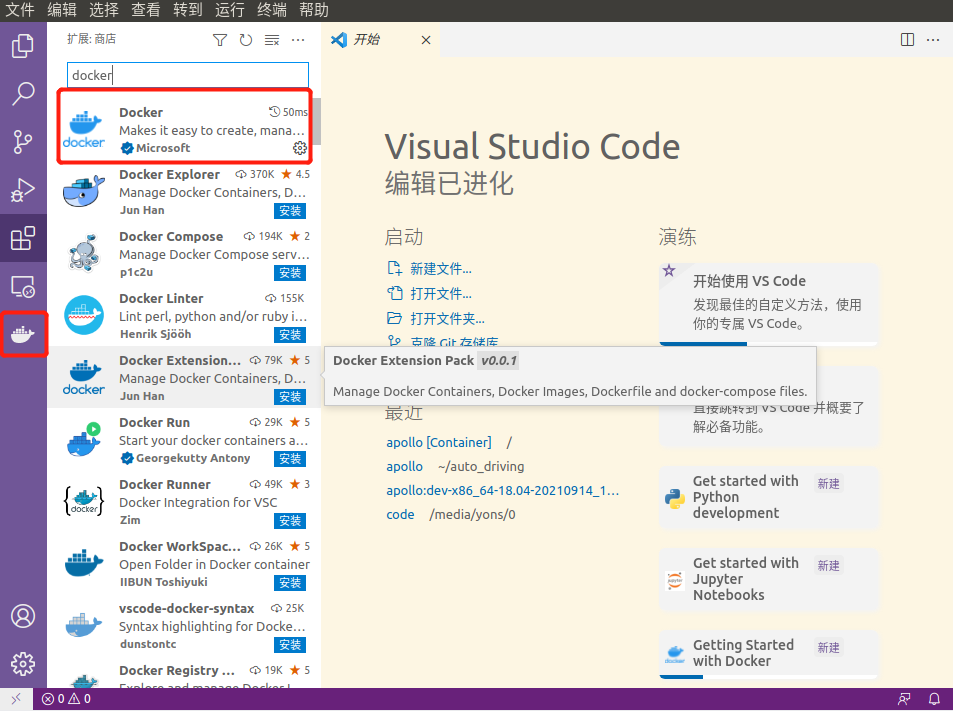 文件 编辑 选择 查看 转到 运行 终端 帮助
扩展: 商店
docker
Docker 50ms
Makes it easy to create, mana...
Microsoft
docker
Docker Explorer 370K 4.5
Manage Docker Containers, D...
Jun Han 安装
Docker Compose 194K 2
Manage Docker Compose serv...
p1c2u 安装
Docker Linter 155K
Lint perl, python and/or ruby i...
Henrik Sjööh 安装
Docker Extension... 79K 5
Manage Docker Containers, D...
Jun Han 安装
docker
Docker Run 29K 5
Start your docker containers a...
Georgekutty Antony 安装
Docker Runner 49K 3
Docker Integration for VSC
Zim 安装
{docker}
Docker WorkSpac... 26K 5
Open Folder in Docker container
IIBUN Toshiyuki 安装
vscode-docker-syntax 25K
Syntax highlighting for Docke...
dunstontc 安装
Docker Registry ... 19K 5
开始
Visual Studio Code
编辑已进化
启动
新建文件...
打开文件...
打开文件夹...
克隆 Git 存储库...
Docker Extension Pack v0.0.1
Manage Docker Containers, Docker Images, Dockerfile and docker-compose files.
最近
apollo [Container] /
apollo ~/auto_driving
apollo:dev-x86_64-18.04-20210914_1...
code /media/yons/0
演练
开始使用 VS Code
发现最佳的自定义方法，使用
你的专属 VS Code。
直接跳转到 VS Code 并概要了
解必备功能。
Get started with 新建
Python
development
Get started with 新建
Jupyter
Notebooks
jupyter
Getting Started 新建
with Docker
docker
0 0